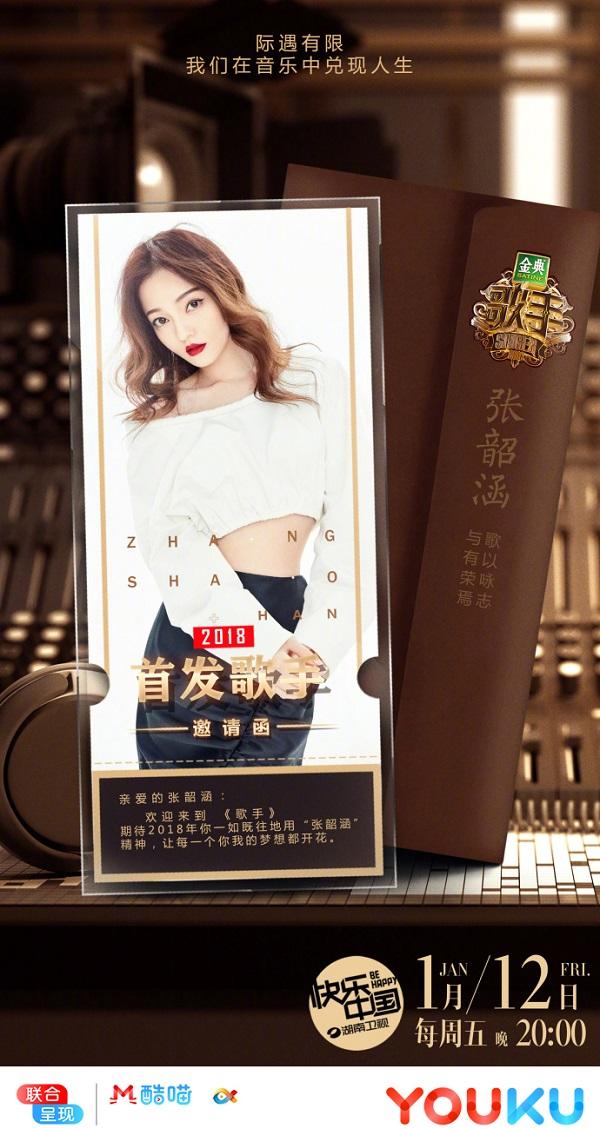 际遇有限
我们在音乐中兑现人生
金典
SATINE
歌手
SINGER
张韶涵
歌以咏志
与有荣焉
ZHANG
SHAO
HAN
2018
首发歌手
邀请函
亲爱的张韶涵：
欢迎来到 《歌手》
期待2018年你一如既往地用“张韶涵”
精神，让每一个你我的梦想都开花。
快乐中国
BE HAPPY
湖南卫视
1月 JAN / 12日 FRI.
每周五 晚 20:00
联合
呈现
酷喵
YOUKU